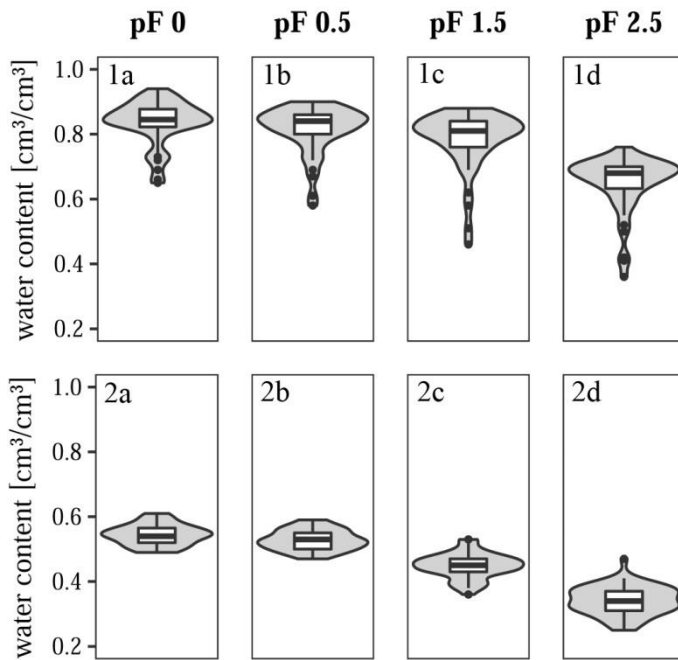 pF 0 pF 0.5 pF 1.5 pF 2.5
water content [cm³/cm³]
1.0
0.8
0.6
0.4
0.2
1a 1b 1c 1d
water content [cm³/cm³]
1.0
0.8
0.6
0.4
0.2
2a 2b 2c 2d